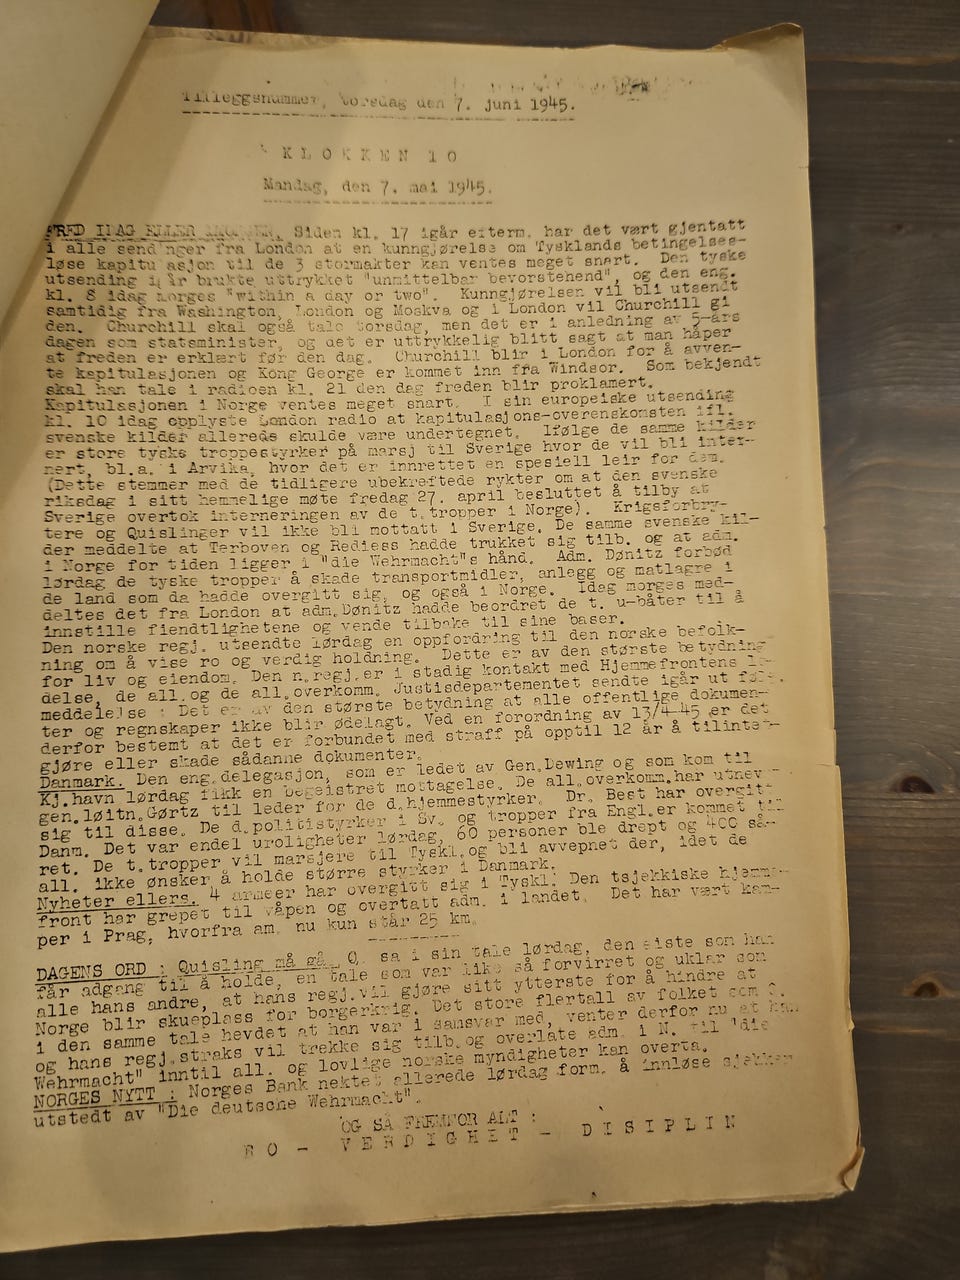 Tilleggsnummer, torsdag den 7. juni 1945.
KLOKKEN 10
Mandag, den 7. mai 1945.
FRED IDAG ELLER Siden kl. 17 igår efterm. har det vært gjentatt
i alle sendinger fra London at en kunngjørelse om Tysklands betingelses-
løse kapitulasjon til de 3 stormakter kan ventes meget snart. Den tyske
utsending igår brukte uttrykket "unmittelbar bevorstenend", og den eng.
kl. 8 idag morges "within a day or two". Kunngjørelsen vil bli utsendt
samtidig fra Washington, London og Moskva og i London vil Churchill gi
den. Churchill skal også tale torsdag, men det er i anledning av 5-års
dagen som statsminister, og det er uttrykkelig blitt sagt at man håper
at freden er erklært før den dag. Churchill blir i London for å avven-
te kapitulasjonen og Kong George er kommet inn fra Windsor. Som bekjendt
skal han tale i radioen kl. 21 den dag freden blir proklamert.
Kapitulasjonen i Norge ventes meget snart. I sin europeiske utsending
kl. 10 idag opplyste London radio at kapitulasjons-overenskomsten ifl.
svenske kilder allerede skulde være undertegnet. Ifølge de samme kilder
er store tyske troppestyrker på marsj til Sverige hvor de vil bli inter-
nert, bl.a. i Arvika, hvor det er innrettet en spesiell leir for dem.
(Dette stemmer med de tidligere ubekreftede rykter om at den svenske
riksdag i sitt hemmelige møte fredag 27. april besluttet å tilby at
Sverige overtok interneringen av de t.tropper i Norge). Krigsforbry-
tere og Quislinger vil ikke bli mottatt i Sverige. De samme svenske kil-
der meddelte at Terboven og Rediess hadde trukket sig tilb. og at adm.
i Norge for tiden ligger i "die Wehrmacht"s hånd. Adm. Dønitz forbød
lørdag de tyske tropper å skade transportmidler, anlegg og matlagre i
de land som da hadde overgitt sig, og også i Norge. Idag morges med-
deltes det fra London at adm.Dønitz hadde beordret de t. u-båter til å
innstille fiendtlighetene og vende tilbake til sine baser.
Den norske regj. utsendte lørdag en oppfordring til den norske befolk-
ning om å vise ro og verdig holdning. Dette er av den største betydning
for liv og eiendom. Den n.regj.er i stadig kontakt med Hjemmefrontens le-
delse, de all.og de all.overkomm. Justisdepartementet sendte igår ut føl.
meddelelse : Det er av den største betydning at alle offentlige dokumen-
ter og regnskaper ikke blir ødelagt. Ved en forordning av 13/4-45 er det
derfor bestemt at det er forbundet med straff på opptil 12 år å tilinte-
gjøre eller skade sådanne dokumenter.
Danmark. Den eng.delegasjon, som er ledet av Gen.Dewing og som kom til
Kj.havn lørdag fikk en begeistret mottagelse. De all.overkomm.har utnev-
gen.løitn.Gørtz til leder for de d.hjemmestyrker. Dr. Best har overgit-
sig til disse. De d.politistyrker i Sv. og tropper fra Engl.er kommet til
Danm. Det var endel uroligheter lørdag, 60 personer ble drept og 400 så-
ret. De t.tropper vil marsjere til Tyskl.og bli avvepnet der, idet de
all. ikke ønsker å holde større styrker i Danmark.
Nyheter ellers. 4 armeer har overgitt sig i Tyskl. Den tsjekkiske hjemme-
front har grepet til våpen og overtatt adm. i landet. Det har vært kam-
per i Prag, hvorfra am. nu kun står 25 km.
DAGENS ORD : Quisling må gå. Q. sa i sin tale lørdag, den siste som han
får adgang til å holde, en tale som var like så forvirret og uklar som
alle hans andre, at hans regj.vil gjøre sitt ytterste for å hindre at
Norge blir skueplass for borgerkrig. Det store flertall av folket som
i den samme tale hevdet at han var i samsvar med, venter derfor nu at han
og hans regj.straks vil trekke sig tilb.og overlate adm. i N. til "die
Wehrmacht" inntil all. og lovlige norske myndigheter kan overta.
NORGES NYTT : Norges Bank nektet allerede lørdag form. å innløse sjekker
utstedt av "Die deutsche Wehrmacht".
OG SÅ FREMFOR ALT :
RO - VERDIGHET - DISIPLIN